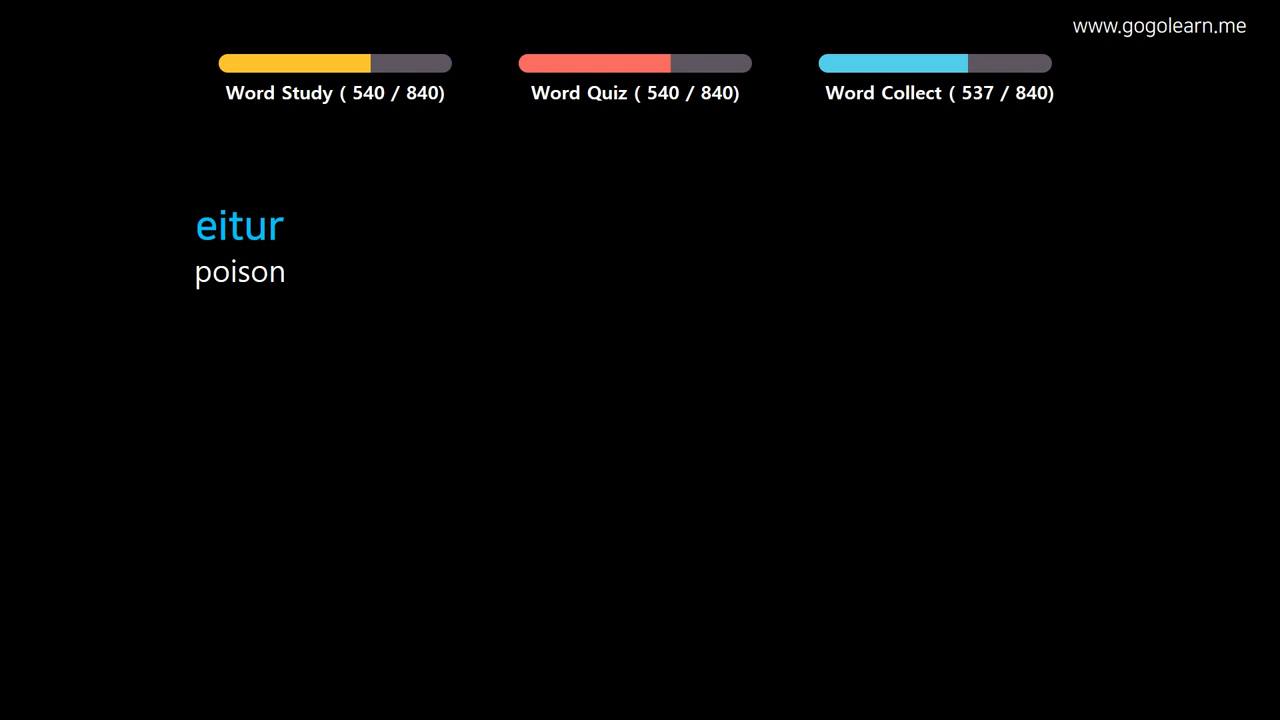 www.gogolearn.me
Word Study ( 540 / 840)
Word Quiz ( 540 / 840)
Word Collect ( 537 / 840)
eitur
poison